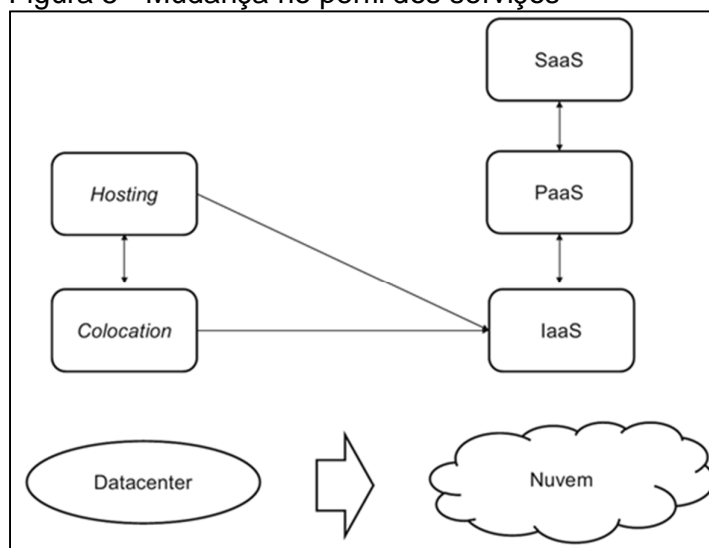 Figura 3 - Mudança no perfil dos serviços
SaaS
Hosting
PaaS
Colocation
IaaS
Datacenter
Nuvem